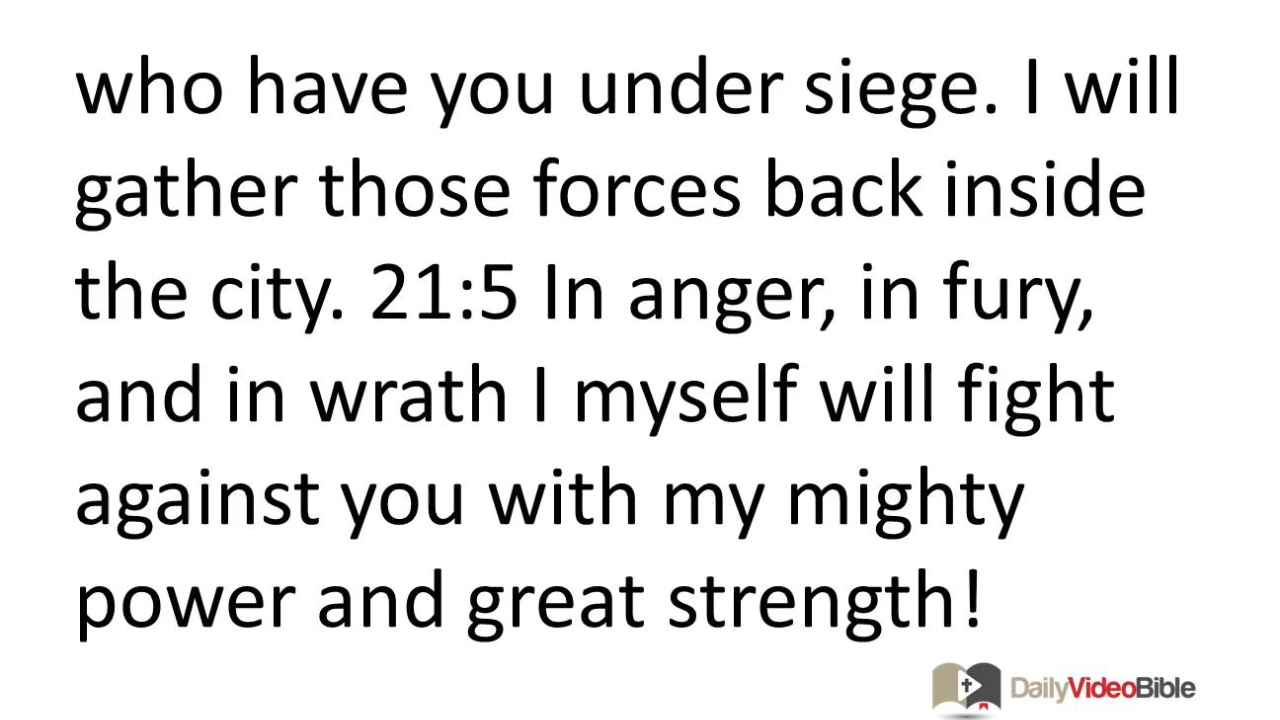 who have you under siege. I will
gather those forces back inside
the city. 21:5 In anger, in fury,
and in wrath I myself will fight
against you with my mighty
power and great strength!
DailyVideoBible